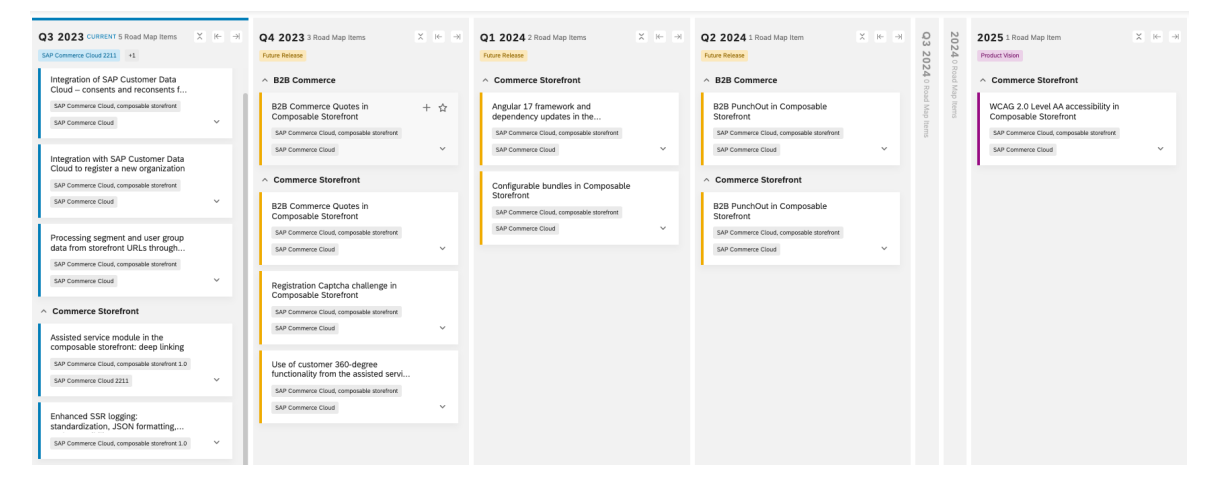 Q3 2023 CURRENT 5 Road Map Items
SAP Commerce Cloud 2211 +1
Integration of SAP Customer Data
Cloud – consents and reconsents f...
SAP Commerce Cloud, composable storefront
SAP Commerce Cloud
Integration with SAP Customer Data
Cloud to register a new organization
SAP Commerce Cloud, composable storefront
SAP Commerce Cloud
Processing segment and user group
data from storefront URLs through...
SAP Commerce Cloud, composable storefront
SAP Commerce Cloud
Commerce Storefront
Assisted service module in the
composable storefront: deep linking
SAP Commerce Cloud, composable storefront 1.0
SAP Commerce Cloud 2211
Enhanced SSR logging:
standardization, JSON formatting,...
SAP Commerce Cloud, composable storefront 1.0
Q4 2023 3 Road Map Items
Future Release
B2B Commerce
B2B Commerce Quotes in
Composable Storefront
SAP Commerce Cloud, composable storefront
SAP Commerce Cloud
Commerce Storefront
B2B Commerce Quotes in
Composable Storefront
SAP Commerce Cloud, composable storefront
SAP Commerce Cloud
Registration Captcha challenge in
Composable Storefront
SAP Commerce Cloud, composable storefront
SAP Commerce Cloud
Use of customer 360-degree
functionality from the assisted servi...
SAP Commerce Cloud, composable storefront
SAP Commerce Cloud
Q1 2024 2 Road Map Items
Future Release
Commerce Storefront
Angular 17 framework and
dependency updates in the...
SAP Commerce Cloud, composable storefront
SAP Commerce Cloud
Configurable bundles in Composable
Storefront
SAP Commerce Cloud, composable storefront
SAP Commerce Cloud
Q2 2024 1 Road Map Item
Future Release
B2B Commerce
B2B PunchOut in Composable
Storefront
SAP Commerce Cloud, composable storefront
SAP Commerce Cloud
Commerce Storefront
B2B PunchOut in Composable
Storefront
SAP Commerce Cloud, composable storefront
SAP Commerce Cloud
Q3 2024 0 Road Map Items
2024 0 Road Map Items
2025 1 Road Map Item
Product Vision
Commerce Storefront
WCAG 2.0 Level AA accessibility in
Composable Storefront
SAP Commerce Cloud, composable storefront
SAP Commerce Cloud